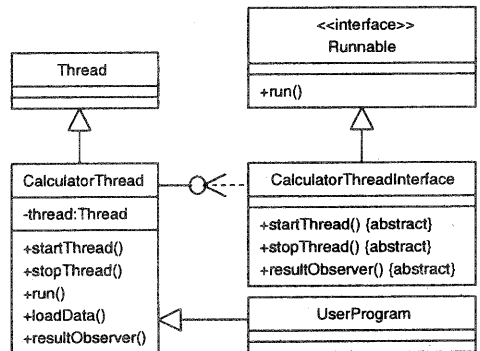 <<interface>>
Runnable
+run()
Thread
CalculatorThread
-thread:Thread
+startThread()
+stopThread()
+run()
+loadData()
+resultObserver()
CalculatorThreadInterface
+startThread() {abstract}
+stopThread() {abstract}
+resultObserver() {abstract}
UserProgram